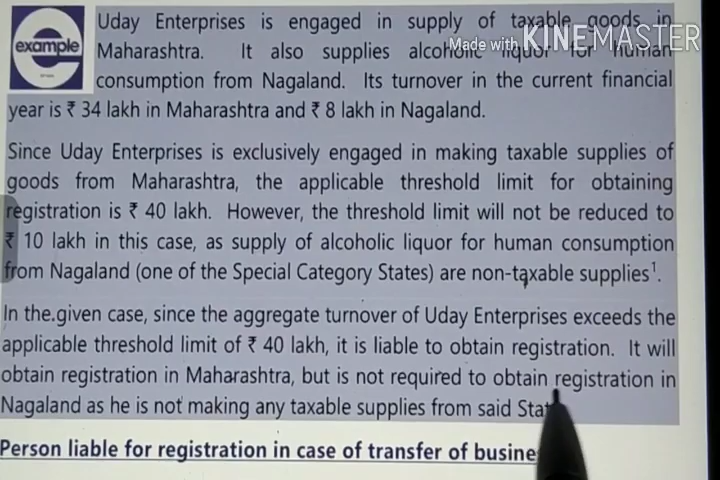 Uday Enterprises is engaged in supply of taxable goods in
Maharashtra. It also supplies alcoholic liquor for human
Made with KINEMASTER
example
consumption from Nagaland. Its turnover in the current financial
year is ₹ 34 lakh in Maharashtra and ₹ 8 lakh in Nagaland.
Since Uday Enterprises is exclusively engaged in making taxable supplies of
goods from Maharashtra, the applicable threshold limit for obtaining
registration is ₹ 40 lakh. However, the threshold limit will not be reduced to
₹ 10 lakh in this case, as supply of alcoholic liquor for human consumption
from Nagaland (one of the Special Category States) are non-taxable supplies¹.
In the.given case, since the aggregate turnover of Uday Enterprises exceeds the
applicable threshold limit of ₹ 40 lakh, it is liable to obtain registration. It will
obtain registration in Maharashtra, but is not required to obtain registration in
Nagaland as he is not making any taxable supplies from said Stat
Person liable for registration in case of transfer of busine